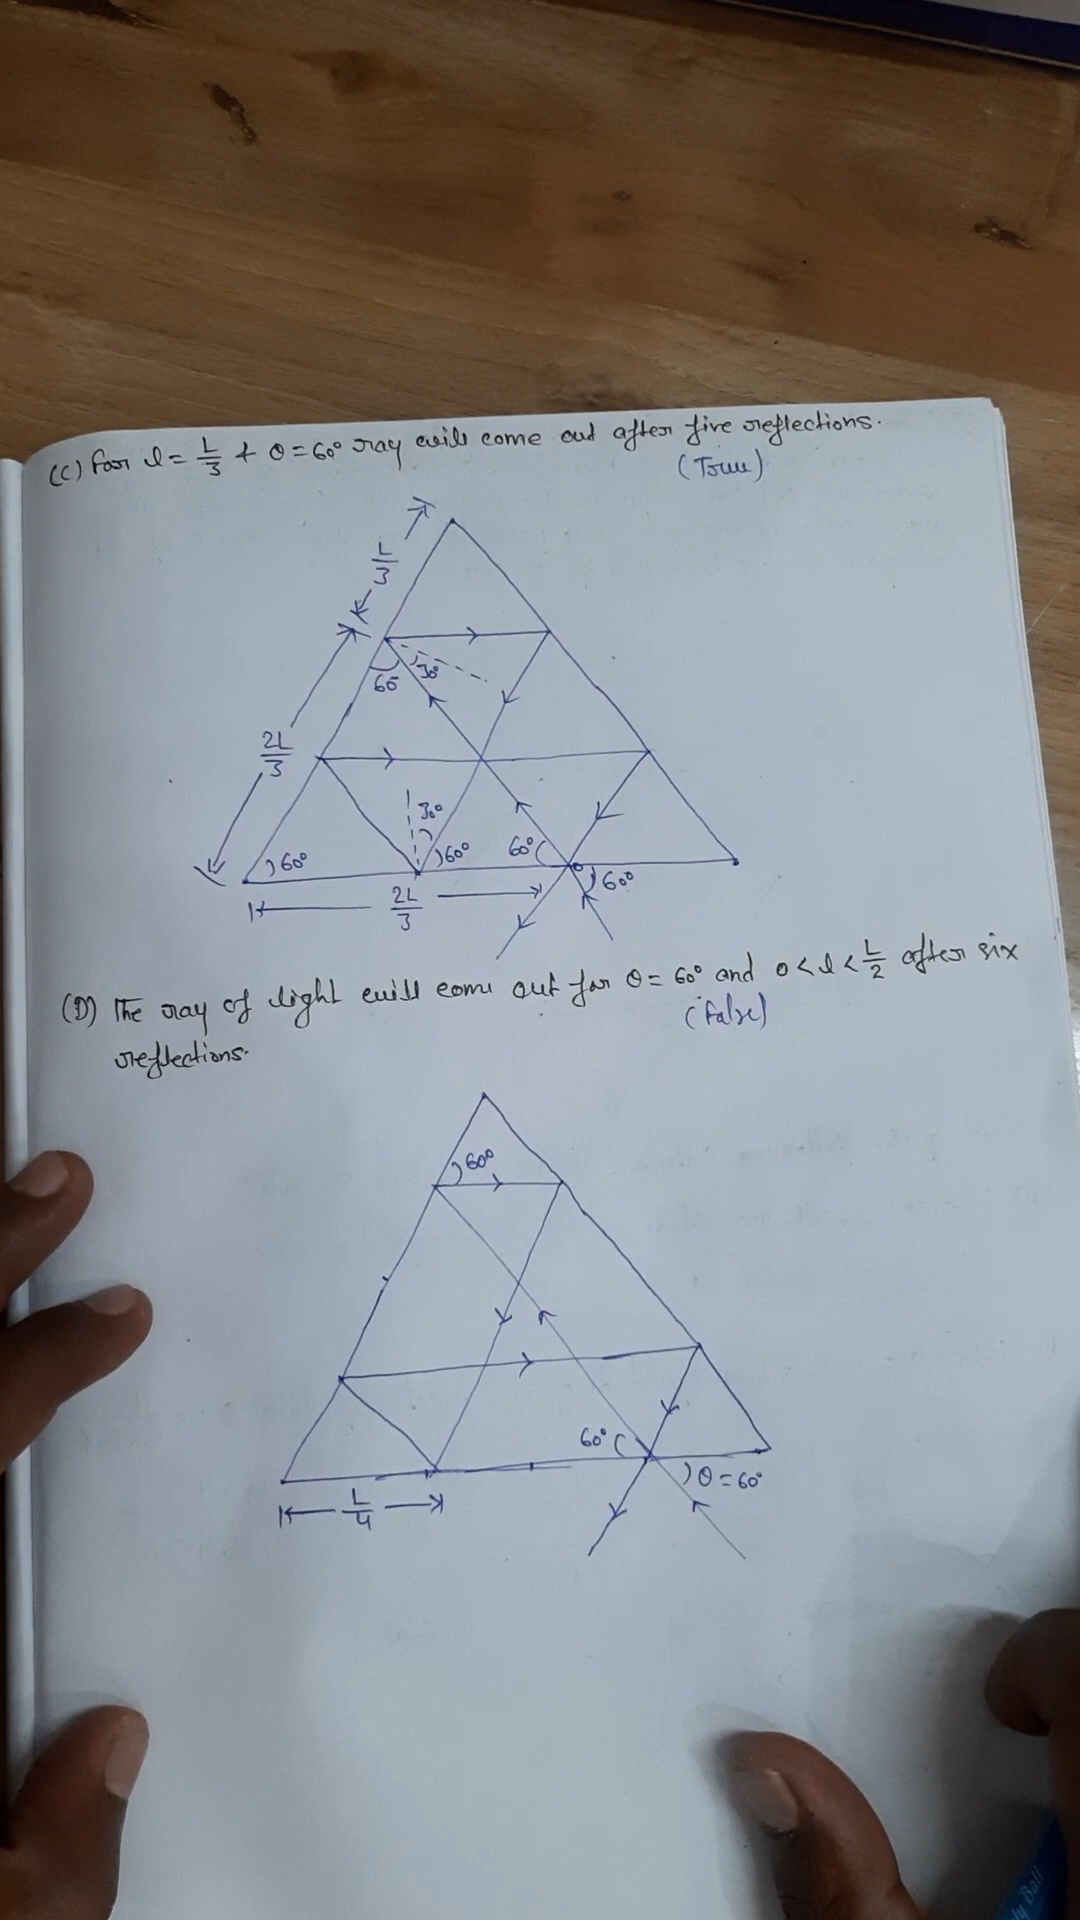 (C) For l = L/3 + θ = 60° ray will come out after five reflections.
(True)
L/3
30°
60°
2L/3
30°
60°
60°
60°
60°
2L/3
(D) The ray of light will come out for θ = 60° and 0 < l < L/2 after six
(False)
reflections.
60°
60°
θ = 60°
L/4
Ball